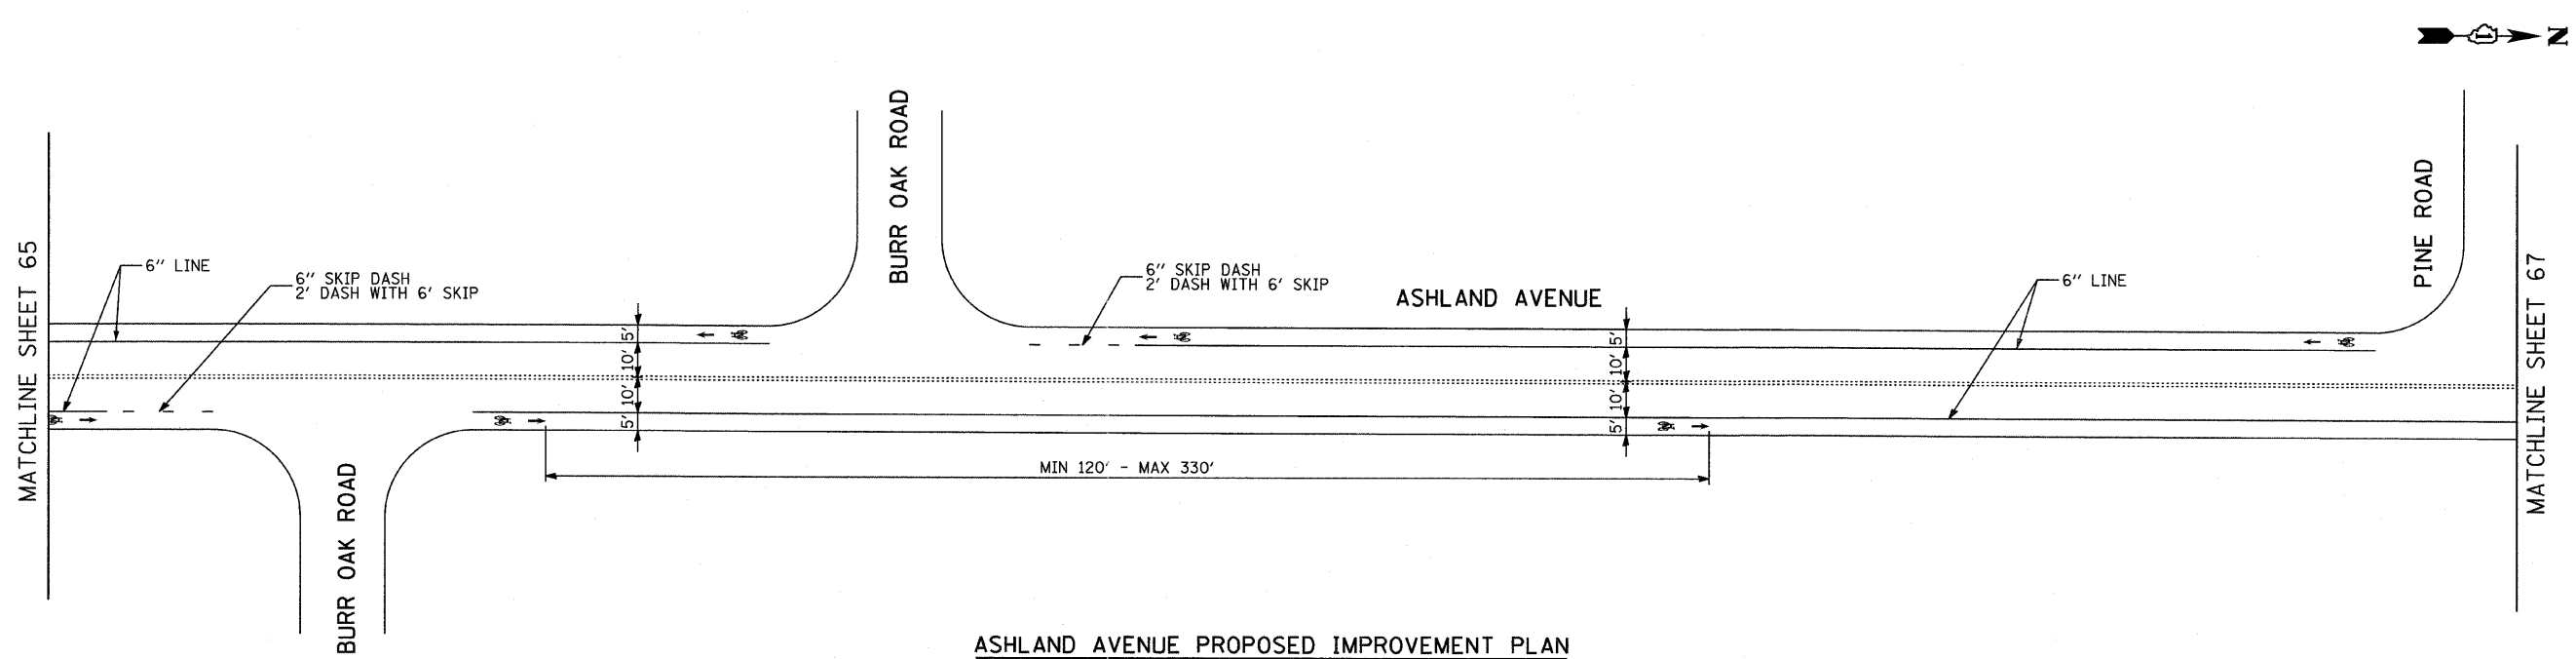 N
MATCHLINE SHEET 65
6" LINE
6" SKIP DASH
2' DASH WITH 6' SKIP
BURR OAK ROAD
6" SKIP DASH
2' DASH WITH 6' SKIP
ASHLAND AVENUE
6" LINE
PINE ROAD
MATCHLINE SHEET 67
5'
10'
10'
5'
5'
10'
10'
5'
BURR OAK ROAD
MIN 120' - MAX 330'
ASHLAND AVENUE PROPOSED IMPROVEMENT PLAN